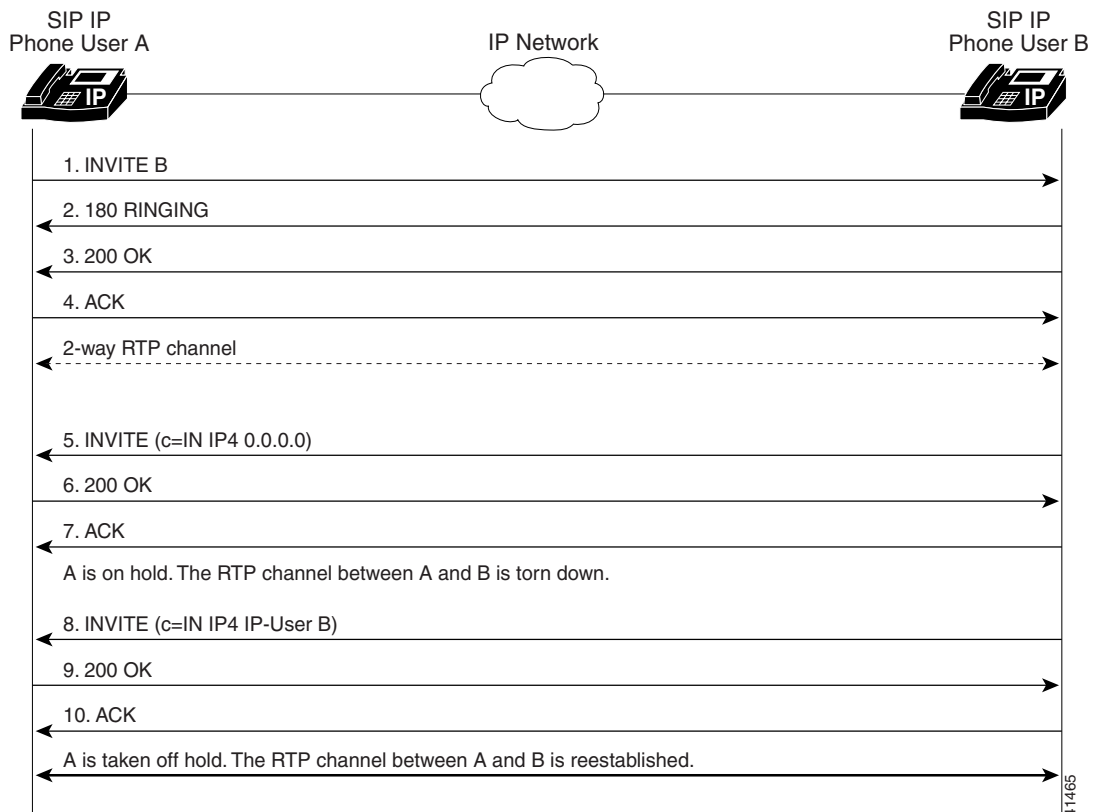 SIP IP
Phone User A
IP Network
SIP IP
Phone User B
IP
IP
1. INVITE B
2. 180 RINGING
3. 200 OK
4. ACK
2-way RTP channel
5. INVITE (c=IN IP4 0.0.0.0)
6. 200 OK
7. ACK
A is on hold. The RTP channel between A and B is torn down.
8. INVITE (c=IN IP4 IP-User B)
9. 200 OK
10. ACK
A is taken off hold. The RTP channel between A and B is reestablished.
41465